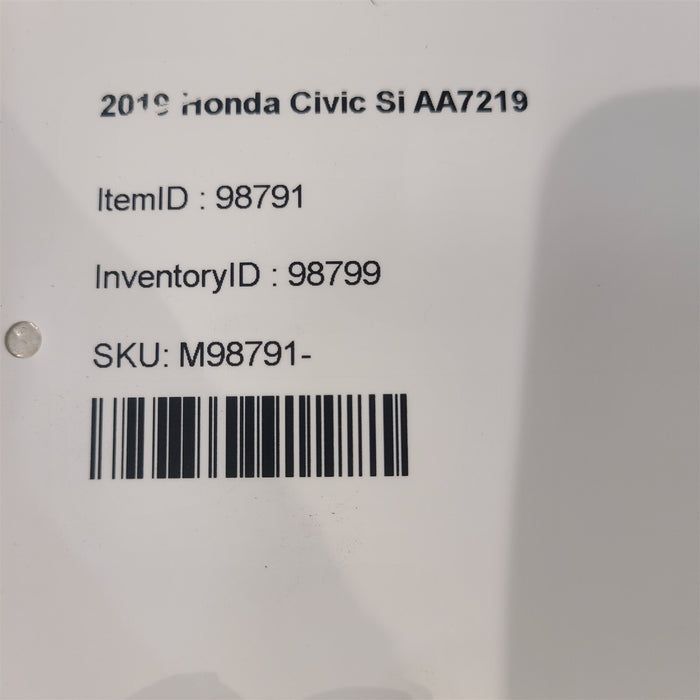 2019 Honda Civic Si AA7219
ItemID : 98791
InventoryID : 98799
SKU: M98791-